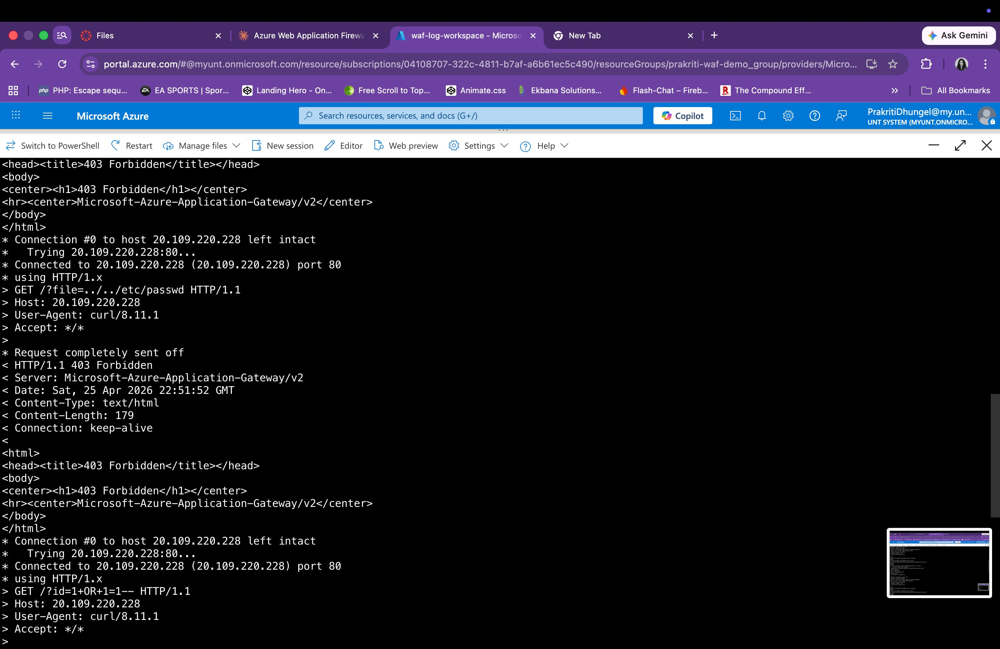 Files
Azure Web Application Firewa
waf-log-workspace - Microso
New Tab
Ask Gemini
portal.azure.com/#@myunt.onmicrosoft.com/resource/subscriptions/04108707-322c-4811-b7af-a6b61ec5c490/resourceGroups/prakriti-waf-demo_group/providers/Micro...
php PHP: Escape sequ...
EA SPORTS | Spor...
Landing Hero - On...
Free Scroll to Top...
Animate.css
Ekbana Solutions...
Flash-Chat – Fireb...
R The Compound Eff...
All Bookmarks
Microsoft Azure
Search resources, services, and docs (G+/)
Copilot
PrakritiDhungel@my.un...
UNT SYSTEM (MYUNT.ONMICRO...
Switch to PowerShell
Restart
Manage files
New session
Editor
Web preview
Settings
Help
<head><title>403 Forbidden</title></head>
<body>
<center><h1>403 Forbidden</h1></center>
<hr><center>Microsoft-Azure-Application-Gateway/v2</center>
</body>
</html>
* Connection #0 to host 20.109.220.228 left intact
*   Trying 20.109.220.228:80...
* Connected to 20.109.220.228 (20.109.220.228) port 80
* using HTTP/1.x
> GET /?file=../../etc/passwd HTTP/1.1
> Host: 20.109.220.228
> User-Agent: curl/8.11.1
> Accept: */*
>
* Request completely sent off
< HTTP/1.1 403 Forbidden
< Server: Microsoft-Azure-Application-Gateway/v2
< Date: Sat, 25 Apr 2026 22:51:52 GMT
< Content-Type: text/html
< Content-Length: 179
< Connection: keep-alive
<
<html>
<head><title>403 Forbidden</title></head>
<body>
<center><h1>403 Forbidden</h1></center>
<hr><center>Microsoft-Azure-Application-Gateway/v2</center>
</body>
</html>
* Connection #0 to host 20.109.220.228 left intact
*   Trying 20.109.220.228:80...
* Connected to 20.109.220.228 (20.109.220.228) port 80
* using HTTP/1.x
> GET /?id=1+OR+1=1-- HTTP/1.1
> Host: 20.109.220.228
> User-Agent: curl/8.11.1
> Accept: */*
>